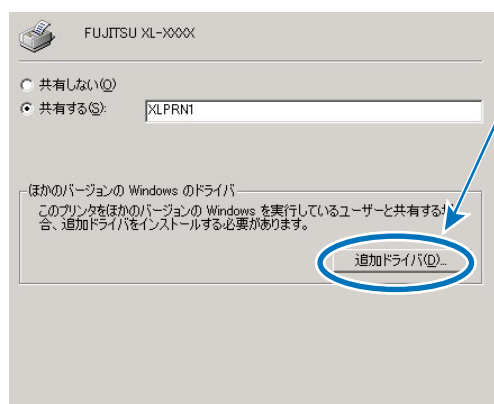 FUJITSU XL-XXXX
共有しない(O)
共有する(S):
XLPRN1
ほかのバージョンの Windows のドライバ
このプリンタをほかのバージョンの Windows を実行しているユーザーと共有する場
合、追加ドライバをインストールする必要があります。
追加ドライバ(D)...